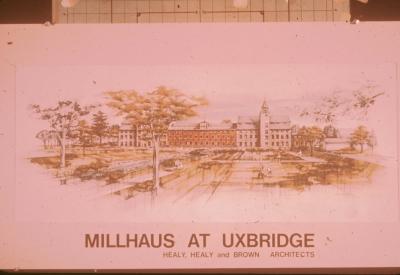 MILLHAUS AT UXBRIDGE
HEALY, HEALY and BROWN ARCHITECTS